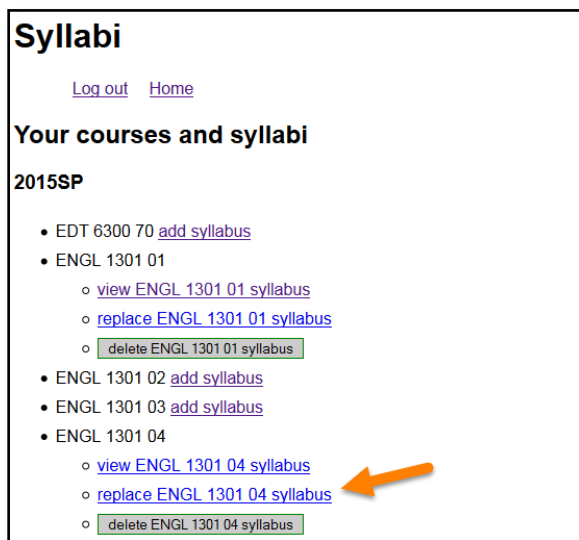 Syllabi
Log out Home
Your courses and syllabi
2015SP
EDT 6300 70 add syllabus
ENGL 1301 01
view ENGL 1301 01 syllabus
replace ENGL 1301 01 syllabus
delete ENGL 1301 01 syllabus
ENGL 1301 02 add syllabus
ENGL 1301 03 add syllabus
ENGL 1301 04
view ENGL 1301 04 syllabus
replace ENGL 1301 04 syllabus
delete ENGL 1301 04 syllabus